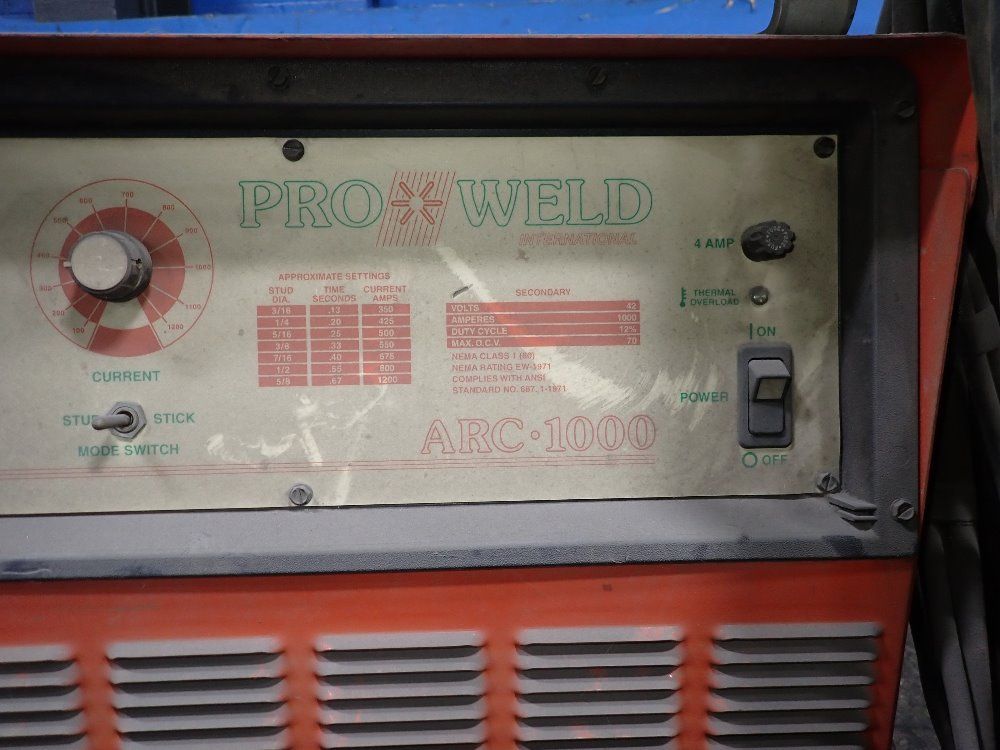 PRO WELD
INTERNATIONAL
100
200
300
400
500
600
700
800
900
1000
1100
1200
CURRENT
STUD STICK
MODE SWITCH
APPROXIMATE SETTINGS
STUD DIA. TIME SECONDS CURRENT AMPS
3/16 .13 350
1/4 .20 425
5/16 .25 500
3/8 .33 550
7/16 .40 675
1/2 .55 800
5/8 .67 1200
SECONDARY
VOLTS 42
AMPERES 1000
DUTY CYCLE 12%
MAX. O.C.V. 70
NEMA CLASS 1 (60)
NEMA RATING EW-1971
COMPLIES WITH ANSI
STANDARD NO. 687. 1-1971
ARC·1000
4 AMP
THERMAL
OVERLOAD
I ON
POWER
O OFF